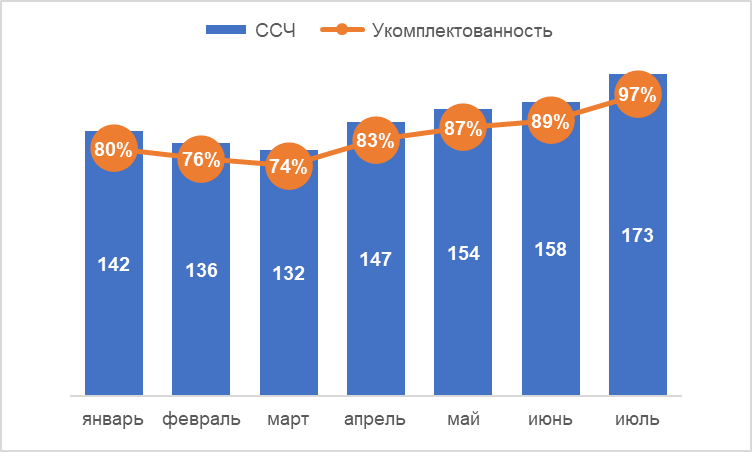 ССЧ Укомплектованность
80% 76% 74% 83% 87% 89% 97%
142 136 132 147 154 158 173
январь февраль март апрель май июнь июль